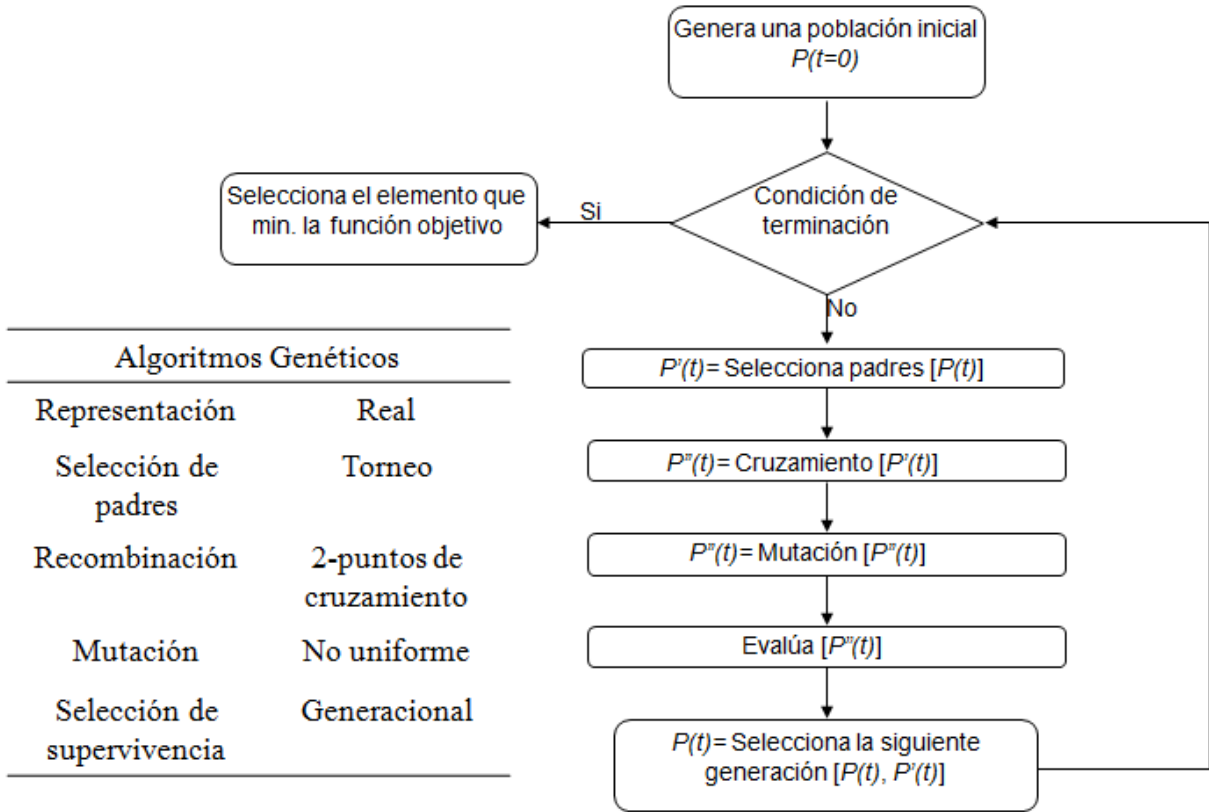 Genera una población inicial
P(t=0)
Condición de
terminación
Si
Selecciona el elemento que
min. la función objetivo
No
P'(t)= Selecciona padres [P(t)]
P''(t)= Cruzamiento [P'(t)]
P''(t)= Mutación [P''(t)]
Evalúa [P''(t)]
P(t)= Selecciona la siguiente
generación [P(t), P'(t)]
Algoritmos Genéticos
Representación Real
Selección de Torneo
padres
Recombinación 2-puntos de
cruzamiento
Mutación No uniforme
Selección de Generacional
supervivencia